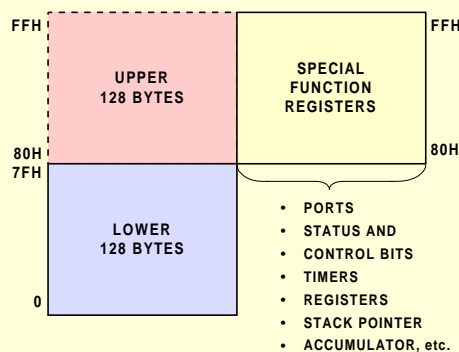 FFH
FFH
UPPER
128 BYTES
SPECIAL
FUNCTION
REGISTERS
80H
80H
7FH
LOWER
128 BYTES
0
• PORTS
• STATUS AND
• CONTROL BITS
• TIMERS
• REGISTERS
• STACK POINTER
• ACCUMULATOR, etc.